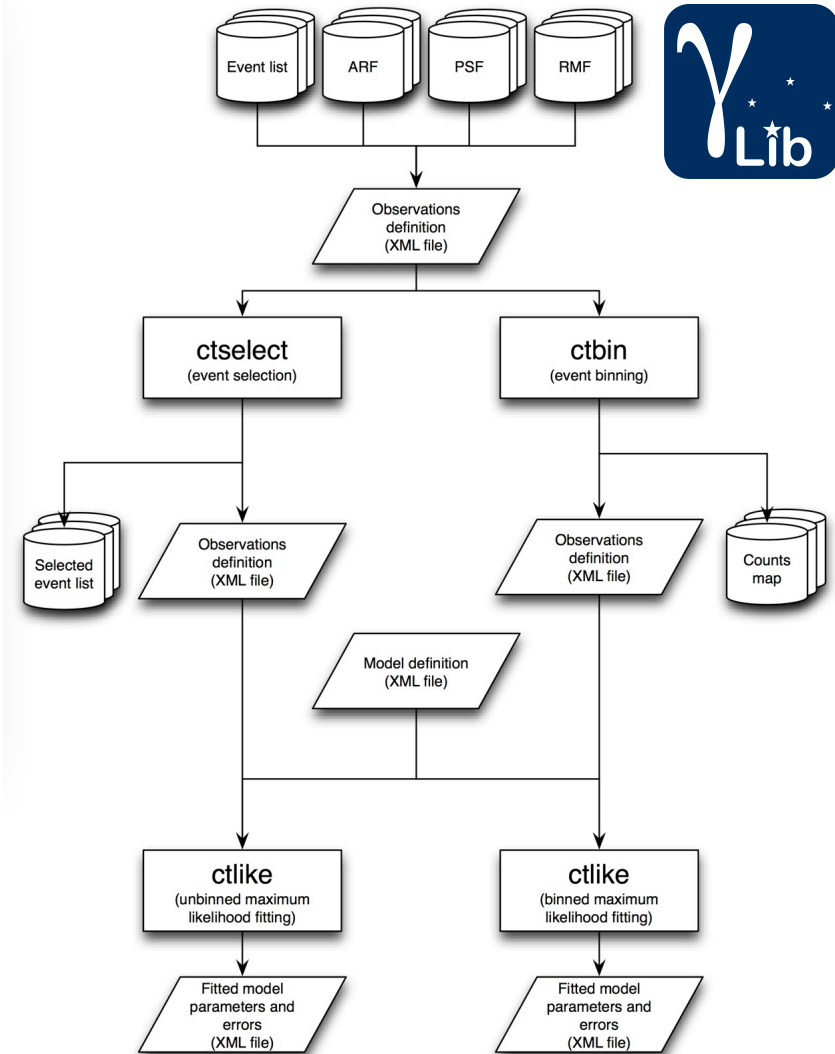 Event list
ARF
PSF
RMF
γ
Lib
Observations
definition
(XML file)
ctselect
(event selection)
ctbin
(event binning)
Selected
event list
Observations
definition
(XML file)
Observations
definition
(XML file)
Counts
map
Model definition
(XML file)
ctlike
(unbinned maximum
likelihood fitting)
ctlike
(binned maximum
likelihood fitting)
Fitted model
parameters and
errors
(XML file)
Fitted model
parameters and
errors
(XML file)